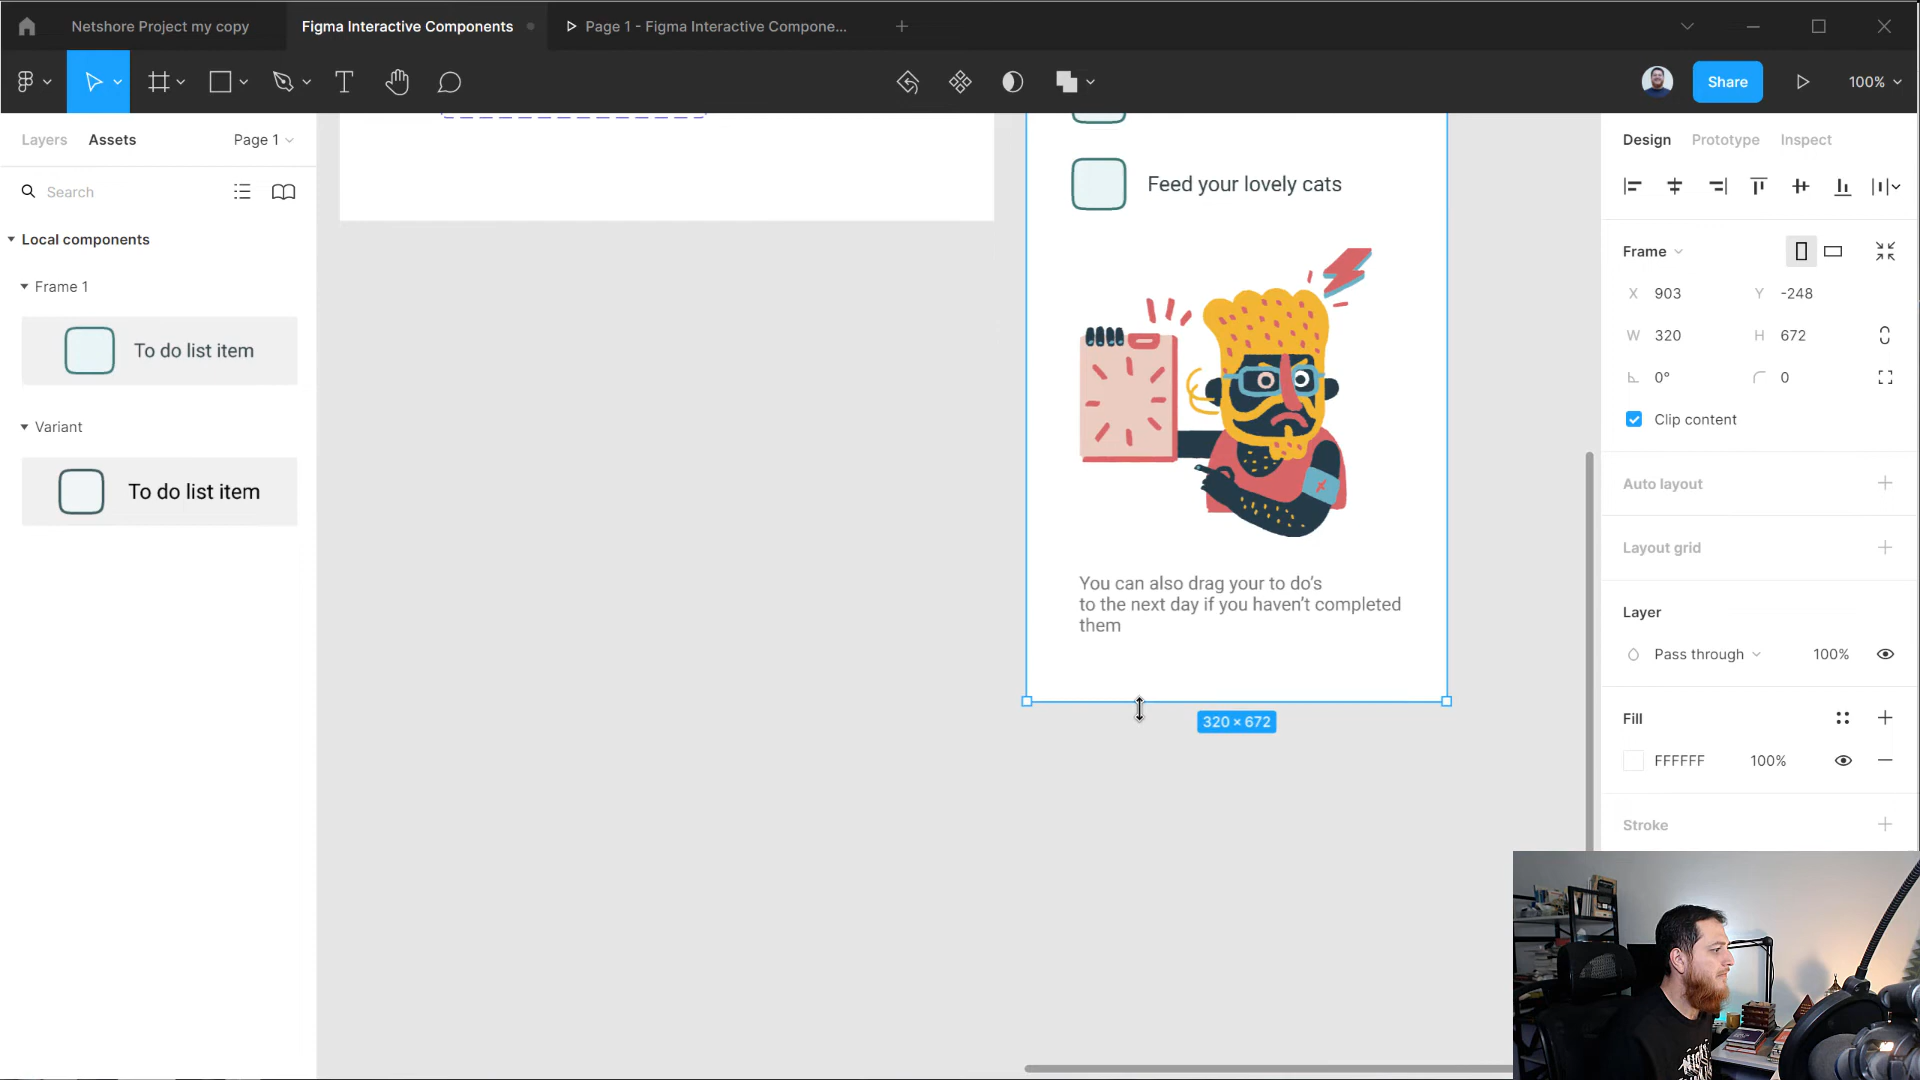 Netshore Project my copy
Figma Interactive Components
Page 1 - Figma Interactive Compone...
Share
100%
Layers
Assets
Page 1
Search
Local components
Frame 1
To do list item
Variant
To do list item
Feed your lovely cats
You can also drag your to do's
to the next day if you haven't completed
them
320 × 672
Design
Prototype
Inspect
Frame
X 903
Y -248
W 320
H 672
0°
0
Clip content
Auto layout
Layout grid
Layer
Pass through
100%
Fill
FFFFFF
100%
Stroke